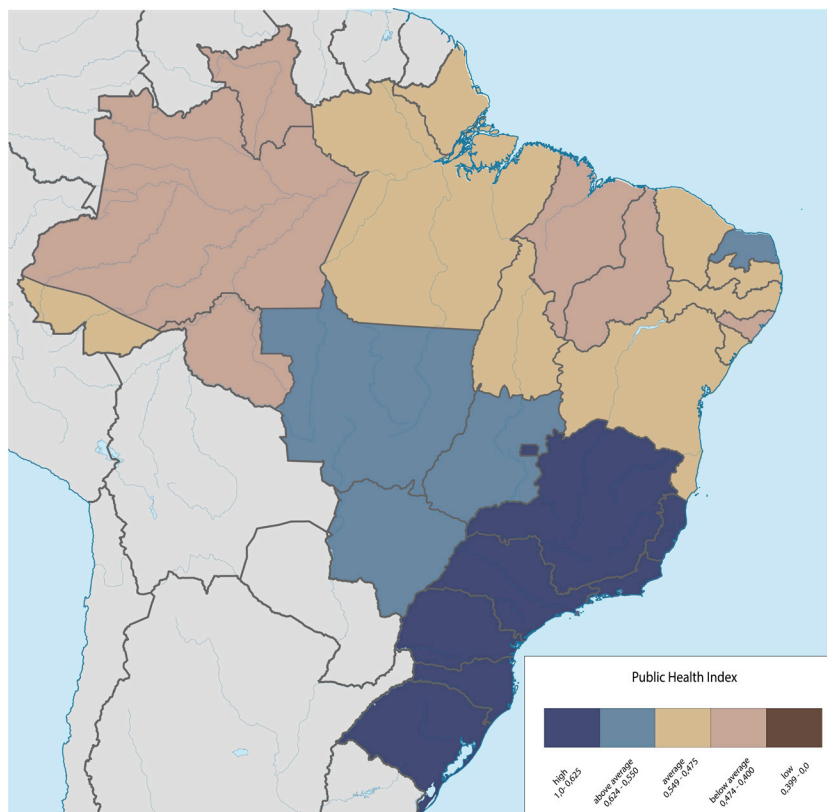 Public Health Index
high
1,0- 0,625
above average
0,624 - 0,550
average
0,549 - 0,475
below average
0,474 - 0,400
low
0.399 - 0,0